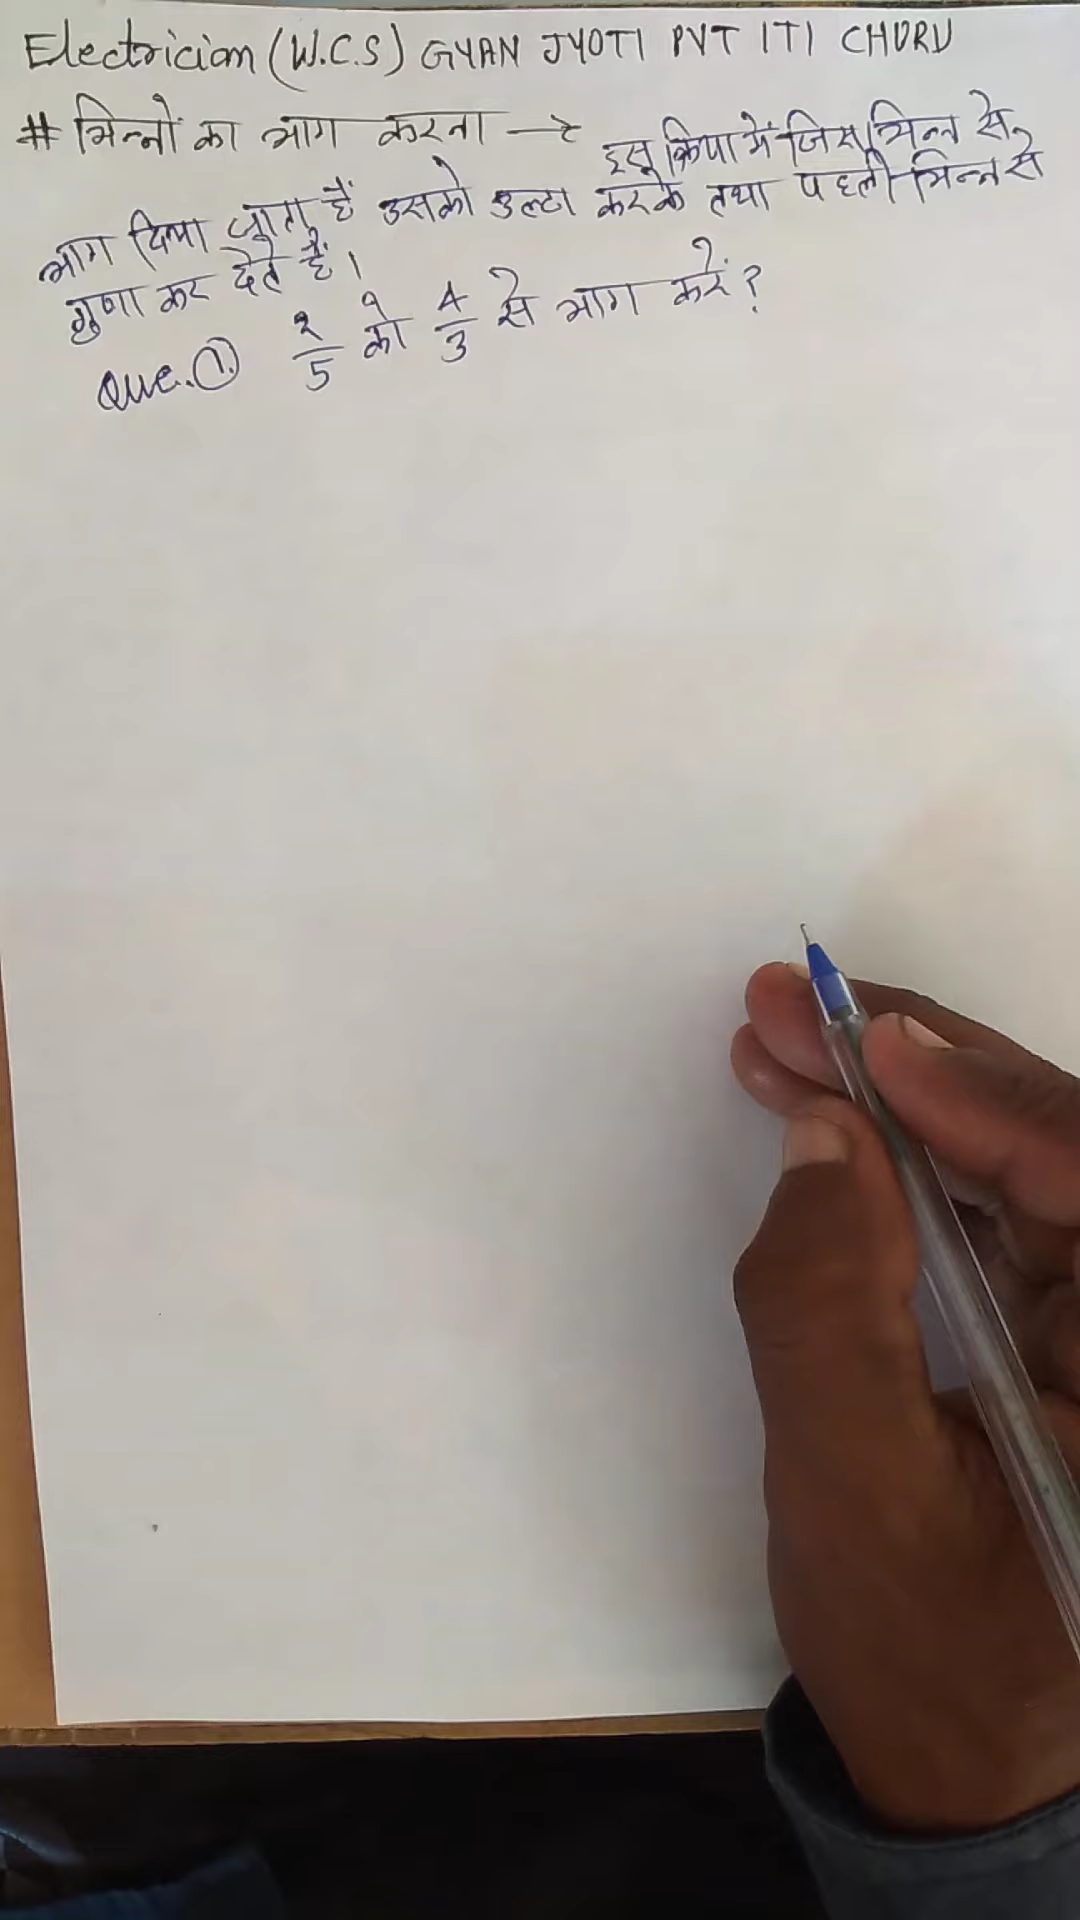 Electrician (W.C.S) GYAN JYOTI PVT ITI CHURU
# भिन्नों का भाग करना → इस क्रिया में जिस भिन्न से
भाग दिया जाता हैं उसको उल्टा करके तथा पहली भिन्न से
गुणा कर देते हैं।
Que.① 2/5 को 4/3 से भाग करें?